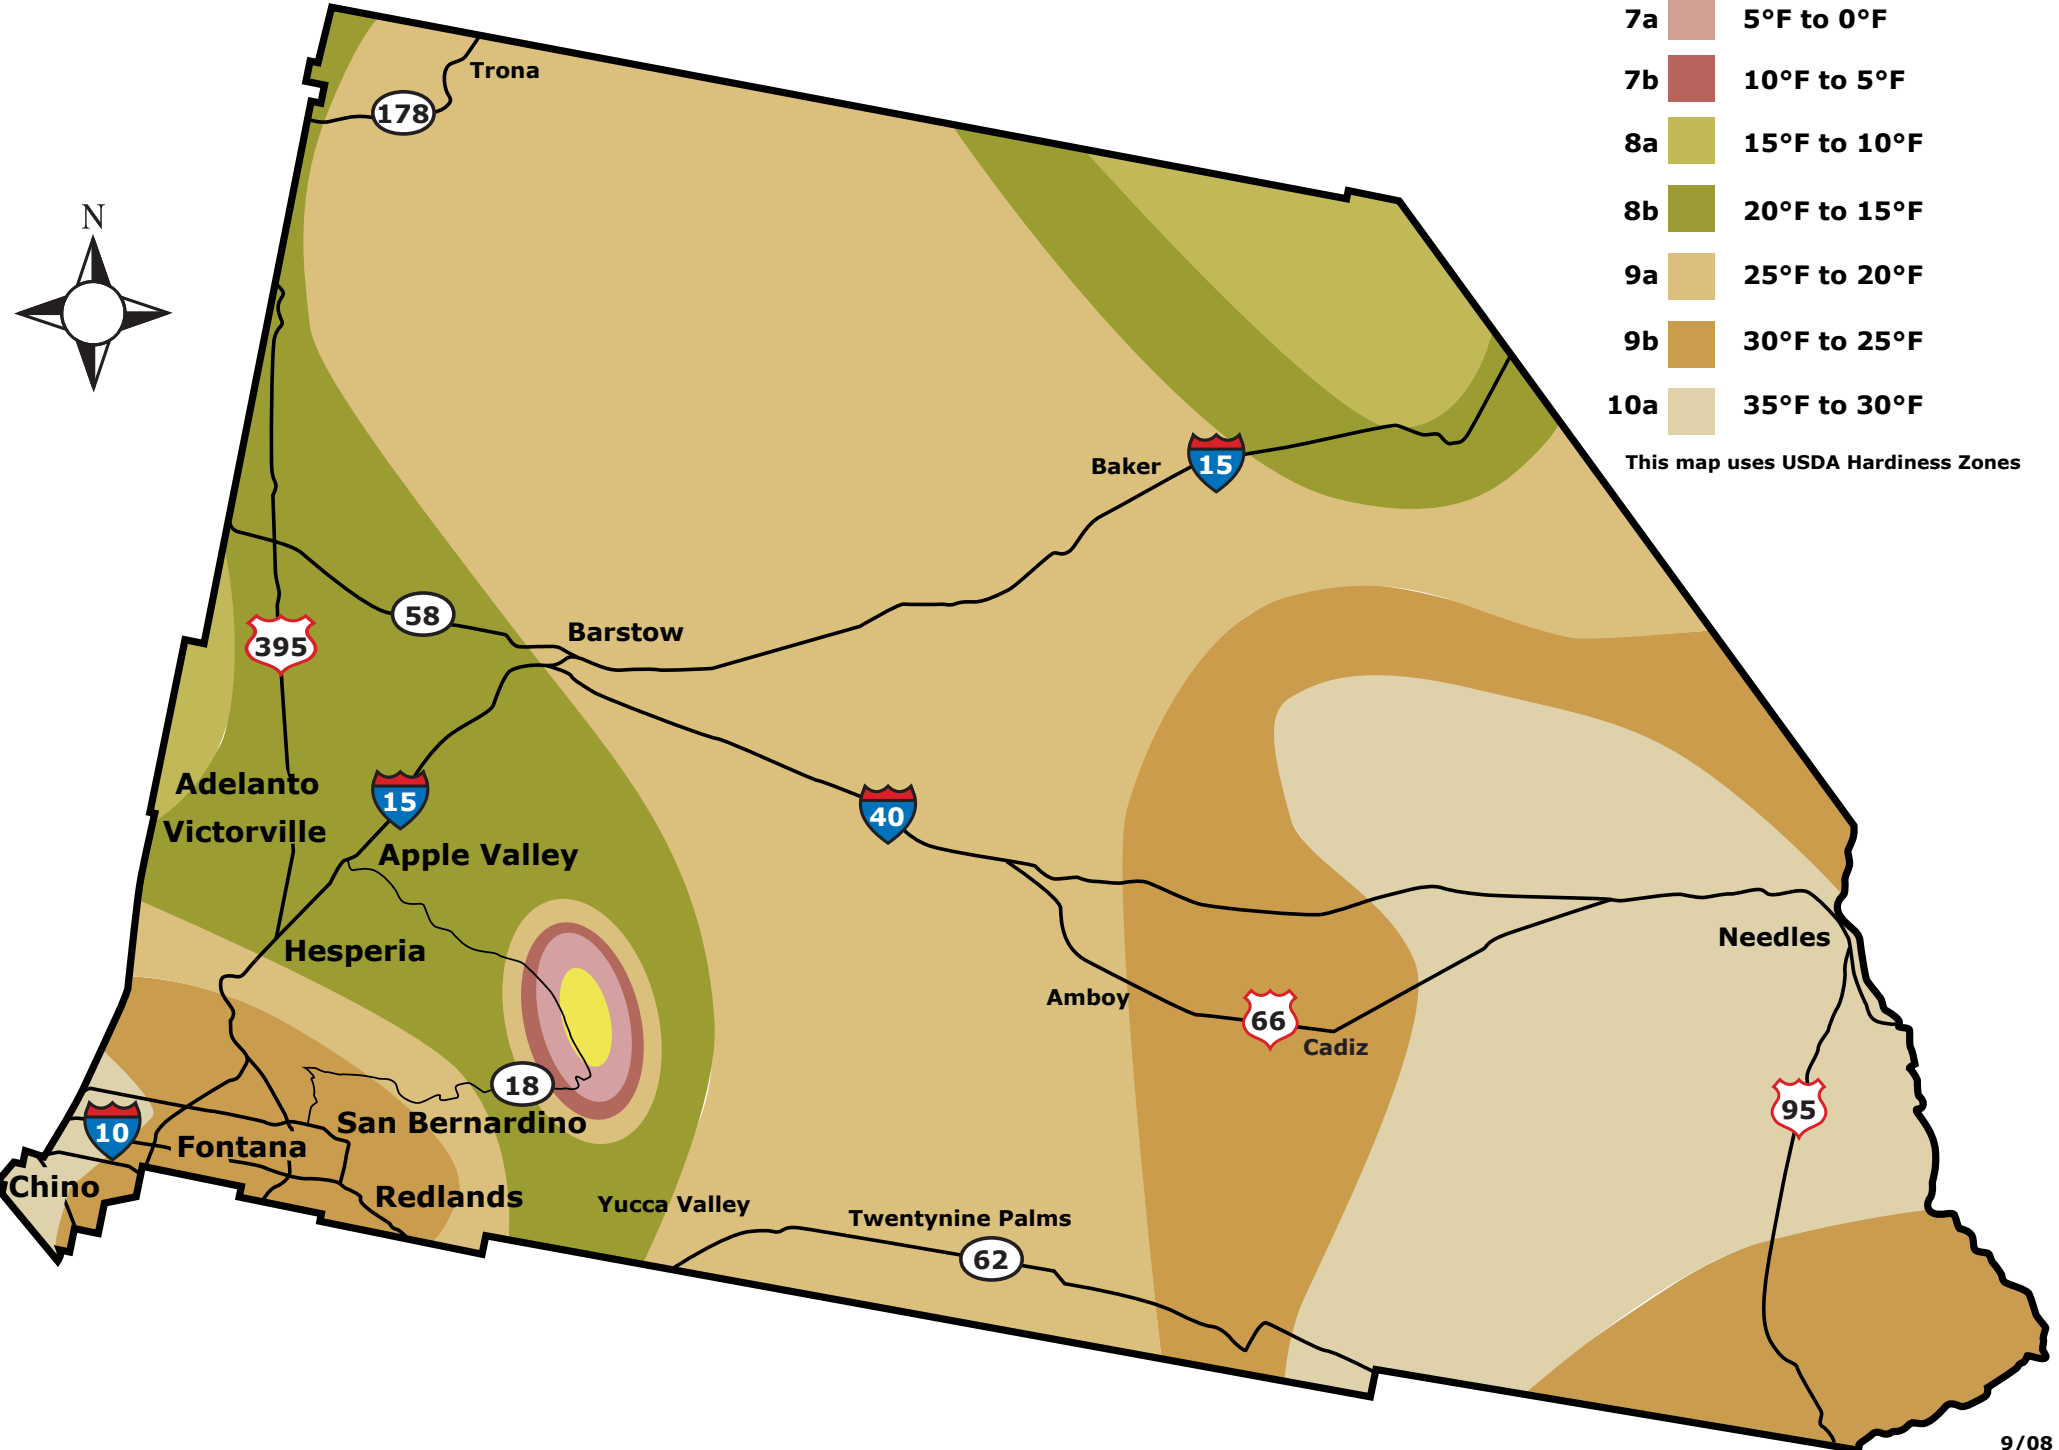 7a 5°F to 0°F
7b 10°F to 5°F
8a 15°F to 10°F
8b 20°F to 15°F
9a 25°F to 20°F
9b 30°F to 25°F
10a 35°F to 30°F
This map uses USDA Hardiness Zones
N
Trona
178
Baker
15
58
Barstow
395
Adelanto
15
40
Victorville
Apple Valley
Hesperia
Needles
Amboy
66
Cadiz
18
95
San Bernardino
10
Fontana
Chino
Redlands
Yucca Valley
Twentynine Palms
62
9/08